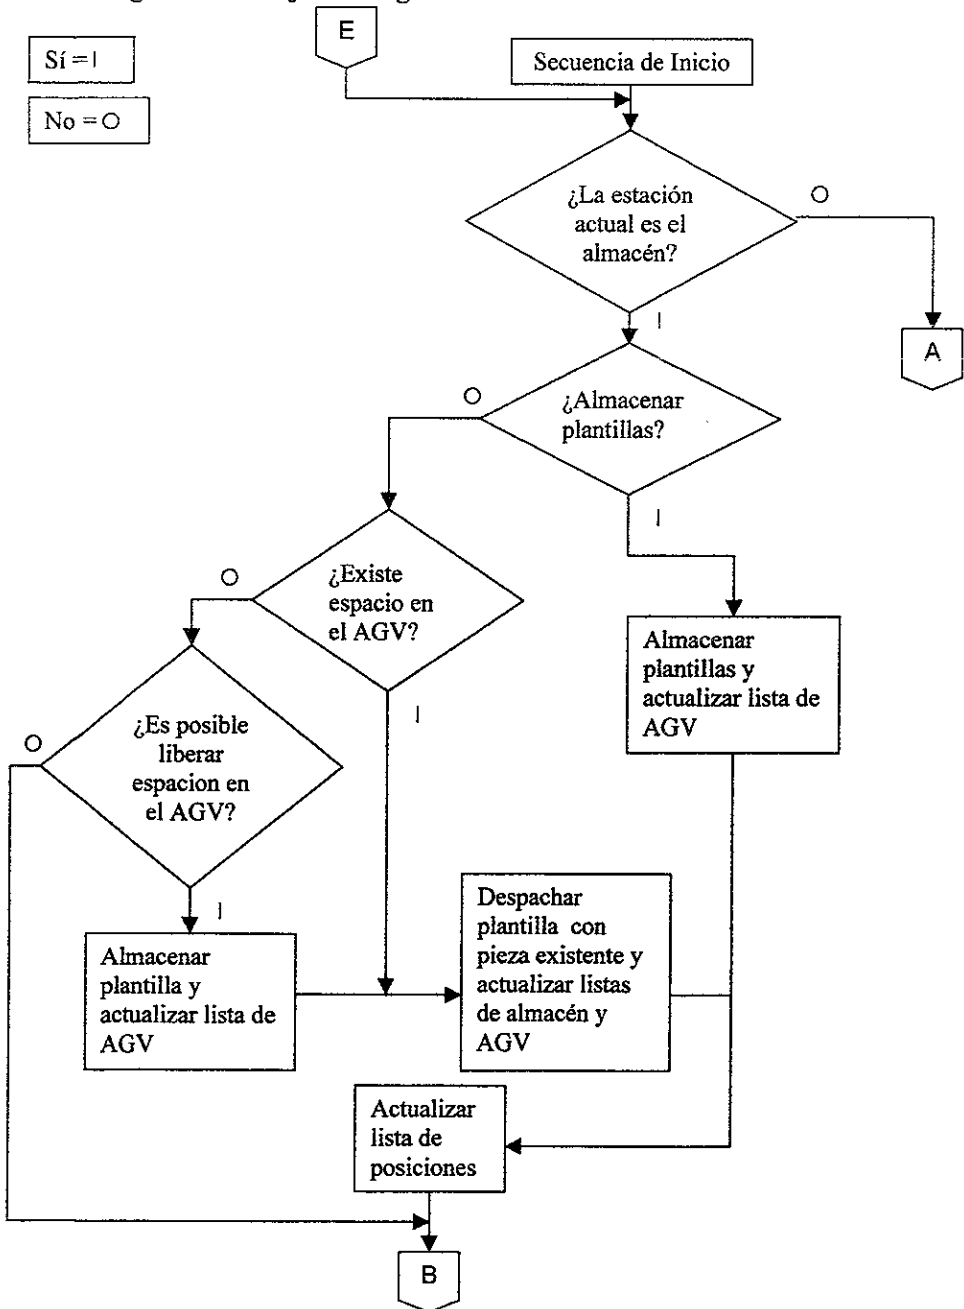 E
Sí = I
Secuencia de Inicio
No = O
¿La estación
actual es el
almacén?
O
I
A
O
¿Almacenar
plantillas?
I
¿Existe
espacio en
el AGV?
O
I
Almacenar
plantillas y
actualizar lista de
AGV
O
¿Es posible
liberar
espacion en
el AGV?
I
Almacenar
plantilla y
actualizar lista de
AGV
Despachar
plantilla con
pieza existente y
actualizar listas
de almacén y
AGV
Actualizar
lista de
posiciones
B